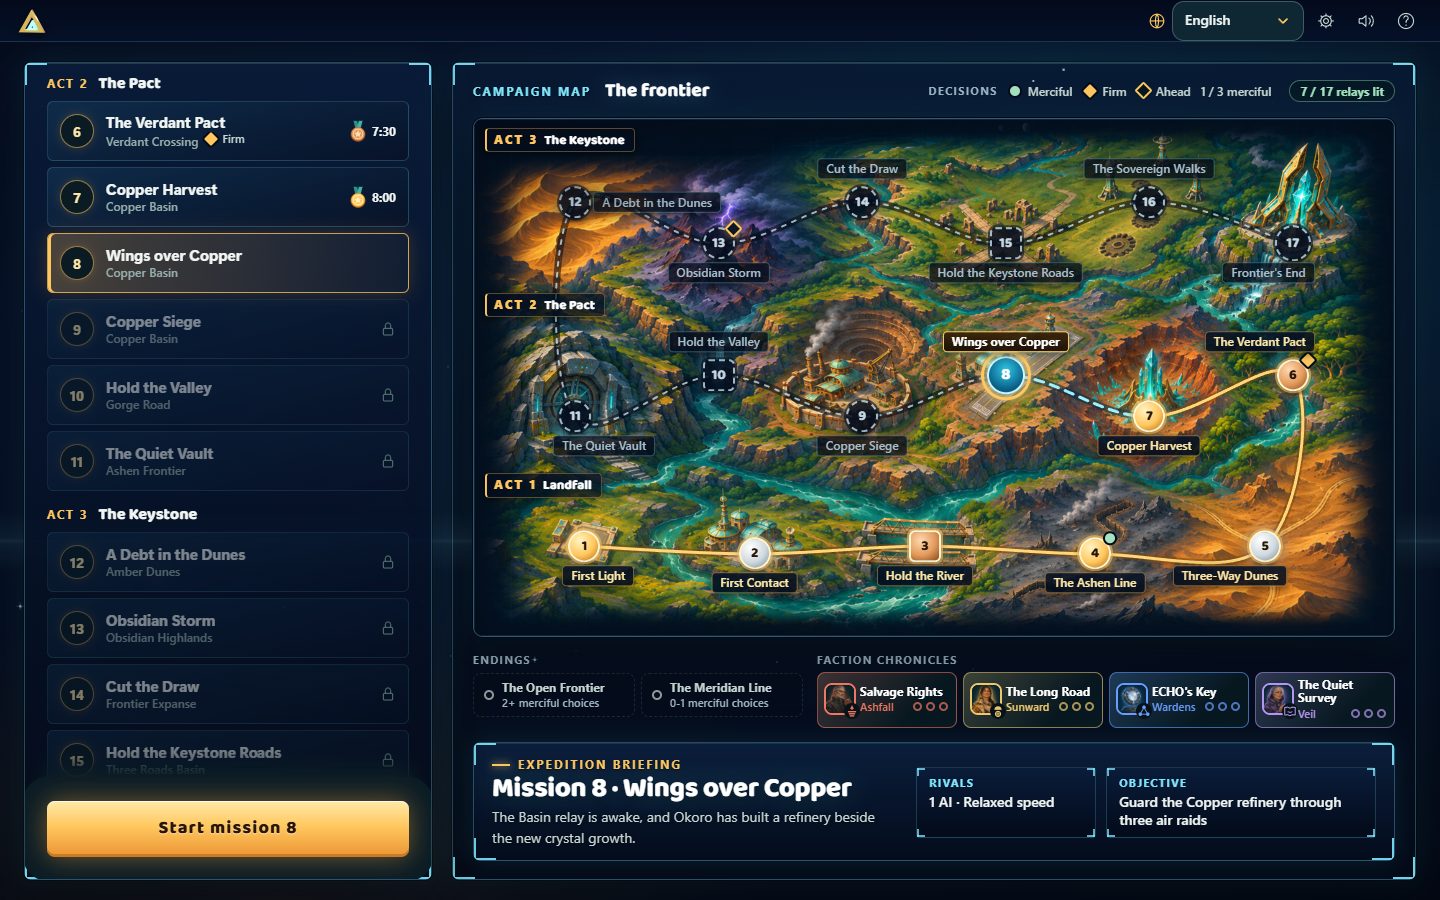 English
ACT 2 The Pact
6
The Verdant Pact
Verdant Crossing Firm
7:30
7
Copper Harvest
Copper Basin
8:00
8
Wings over Copper
Copper Basin
9
Copper Siege
Copper Basin
10
Hold the Valley
Gorge Road
11
The Quiet Vault
Ashen Frontier
ACT 3 The Keystone
12
A Debt in the Dunes
Amber Dunes
13
Obsidian Storm
Obsidian Highlands
14
Cut the Draw
Frontier Expanse
15
Hold the Keystone Roads
Three Roads Basin
Start mission 8
CAMPAIGN MAP The frontier
DECISIONS Merciful Firm Ahead 1 / 3 merciful
7 / 17 relays lit
ACT 3 The Keystone
Cut the Draw
The Sovereign Walks
12
A Debt in the Dunes
14
16
13
15
17
Obsidian Storm
Hold the Keystone Roads
Frontier's End
ACT 2 The Pact
Hold the Valley
Wings over Copper
The Verdant Pact
10
8
6
11
9
7
The Quiet Vault
Copper Siege
Copper Harvest
ACT 1 Landfall
1
2
3
4
5
First Light
First Contact
Hold the River
The Ashen Line
Three-Way Dunes
ENDINGS
The Open Frontier
2+ merciful choices
The Meridian Line
0-1 merciful choices
FACTION CHRONICLES
Salvage Rights
Ashfall
The Long Road
Sunward
ECHO's Key
Wardens
The Quiet
Survey
Veil
EXPEDITION BRIEFING
Mission 8 · Wings over Copper
The Basin relay is awake, and Okoro has built a refinery beside
the new crystal growth.
RIVALS
1 AI · Relaxed speed
OBJECTIVE
Guard the Copper refinery through
three air raids